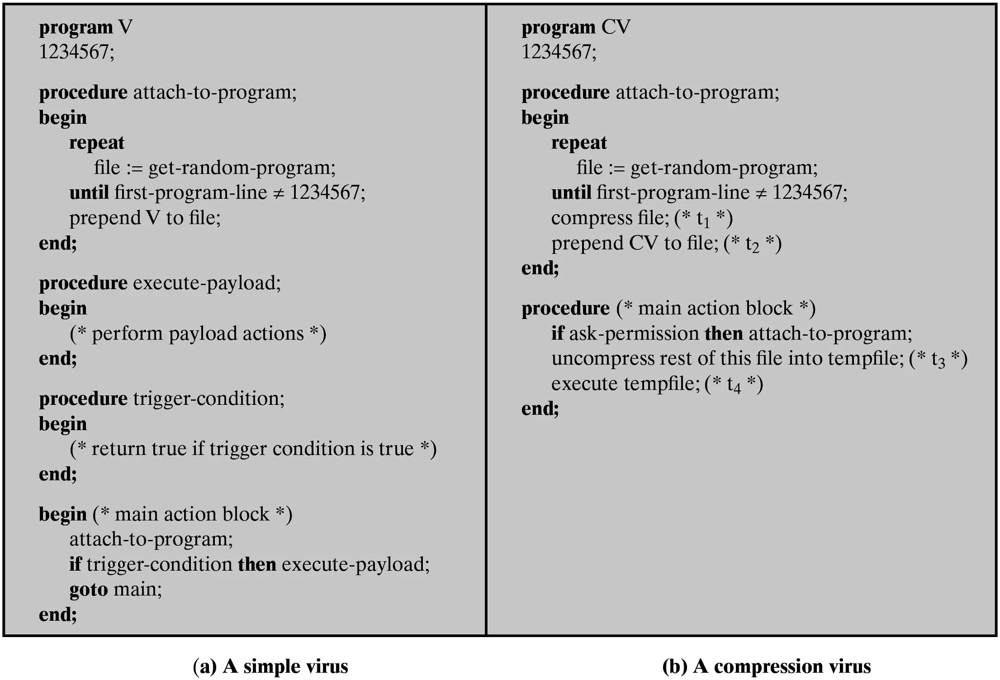 program V
1234567;
procedure attach-to-program;
begin
repeat
file := get-random-program;
until first-program-line ≠ 1234567;
prepend V to file;
end;
procedure execute-payload;
begin
(* perform payload actions *)
end;
procedure trigger-condition;
begin
(* return true if trigger condition is true *)
end;
begin (* main action block *)
attach-to-program;
if trigger-condition then execute-payload;
goto main;
end;
(a) A simple virus
program CV
1234567;
procedure attach-to-program;
begin
repeat
file := get-random-program;
until first-program-line ≠ 1234567;
compress file; (* t₁ *)
prepend CV to file; (* t₂ *)
end;
procedure (* main action block *)
if ask-permission then attach-to-program;
uncompress rest of this file into tempfile; (* t₃ *)
execute tempfile; (* t₄ *)
end;
(b) A compression virus